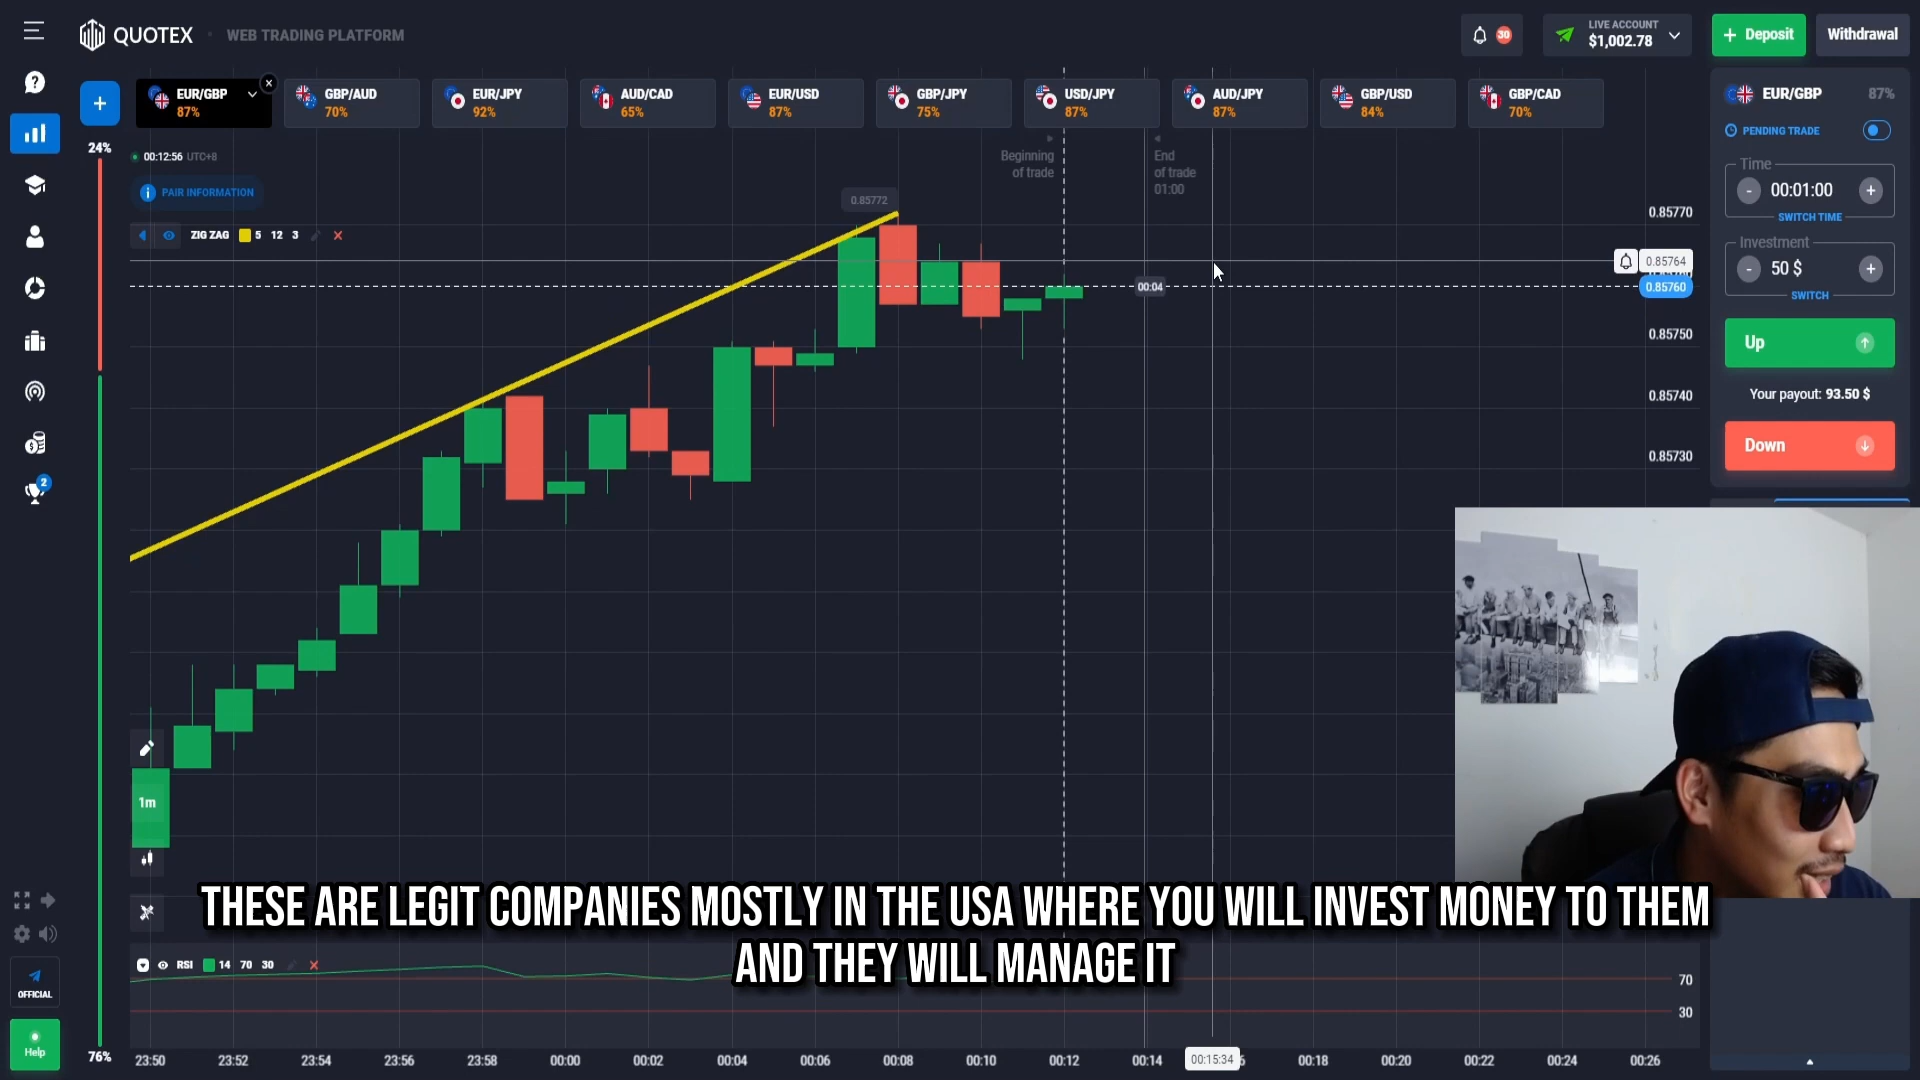 QUOTEX
WEB TRADING PLATFORM
30
LIVE ACCOUNT
$1,002.78
+ Deposit
Withdrawal
+
EUR/GBP
87%
GBP/AUD
70%
EUR/JPY
92%
AUD/CAD
65%
EUR/USD
87%
GBP/JPY
75%
USD/JPY
87%
AUD/JPY
87%
GBP/USD
84%
GBP/CAD
70%
EUR/GBP
87%
PENDING TRADE
Time
- 00:01:00 +
SWITCH TIME
Investment
- 50 $ +
SWITCH
Up
Your payout: 93.50 $
Down
24%
00:12:56 UTC+8
PAIR INFORMATION
ZIG ZAG 5 12 3
Beginning
of trade
End
of trade
01:00
0.85772
0.85770
0.85764
0.85760
00:04
0.85750
0.85740
0.85730
2
1m
THESE ARE LEGIT COMPANIES MOSTLY IN THE USA WHERE YOU WILL INVEST MONEY TO THEM
AND THEY WILL MANAGE IT
RSI 14 70 30
70
30
OFFICIAL
Help
76%
23:50 23:52 23:54 23:56 23:58 00:00 00:02 00:04 00:06 00:08 00:10 00:12 00:14 00:15:34 00:18 00:20 00:22 00:24 00:26